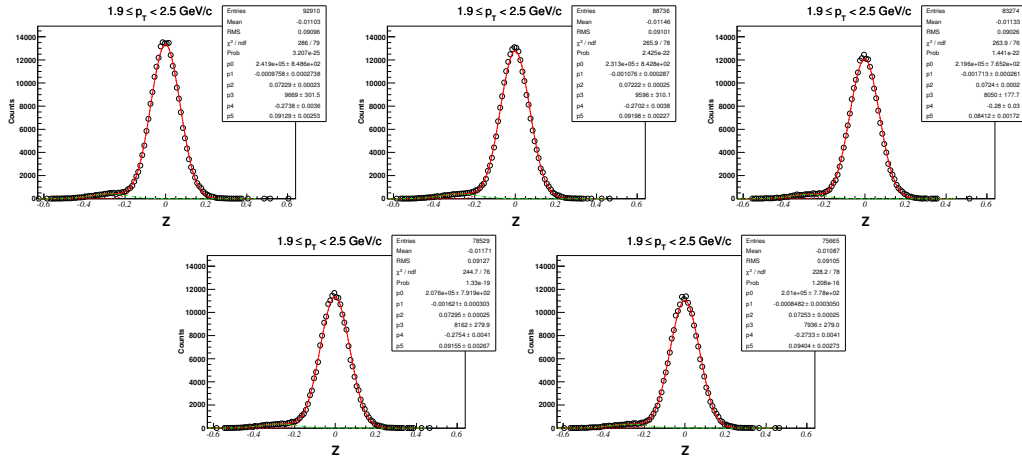 1.9 ≤ p_T < 2.5 GeV/c
Entries 92910
Mean -0.01103
RMS 0.09096
χ² / ndf 286 / 79
Prob 3.207e-25
p0 2.419e+05 ± 8.486e+02
p1 -0.0009758 ± 0.0002738
p2 0.07229 ± 0.00023
p3 9669 ± 301.5
p4 -0.2738 ± 0.0036
p5 0.09129 ± 0.00253
Counts
14000
12000
10000
8000
6000
4000
2000
0
-0.6 -0.4 -0.2 0 0.2 0.4 0.6
Z
1.9 ≤ p_T < 2.5 GeV/c
Entries 88736
Mean -0.01146
RMS 0.09101
χ² / ndf 265.9 / 78
Prob 2.425e-22
p0 2.313e+05 ± 8.428e+02
p1 -0.001076 ± 0.000287
p2 0.07222 ± 0.00025
p3 9596 ± 310.1
p4 -0.2702 ± 0.0038
p5 0.09198 ± 0.00227
Counts
14000
12000
10000
8000
6000
4000
2000
0
-0.6 -0.4 -0.2 0 0.2 0.4 0.6
Z
1.9 ≤ p_T < 2.5 GeV/c
Entries 83274
Mean -0.01133
RMS 0.09026
χ² / ndf 263.9 / 76
Prob 1.441e-22
p0 2.196e+05 ± 7.652e+02
p1 -0.001713 ± 0.000261
p2 0.0724 ± 0.0002
p3 8050 ± 177.7
p4 -0.28 ± 0.03
p5 0.08412 ± 0.00172
Counts
14000
12000
10000
8000
6000
4000
2000
0
-0.6 -0.4 -0.2 0 0.2 0.4 0.6
Z
1.9 ≤ p_T < 2.5 GeV/c
Entries 78529
Mean -0.01171
RMS 0.09127
χ² / ndf 244.7 / 76
Prob 1.33e-19
p0 2.076e+05 ± 7.919e+02
p1 -0.001621 ± 0.000303
p2 0.07295 ± 0.00025
p3 8162 ± 279.9
p4 -0.2754 ± 0.0041
p5 0.09155 ± 0.00267
Counts
14000
12000
10000
8000
6000
4000
2000
0
-0.6 -0.4 -0.2 0 0.2 0.4 0.6
Z
1.9 ≤ p_T < 2.5 GeV/c
Entries 75665
Mean -0.01087
RMS 0.09105
χ² / ndf 228.2 / 78
Prob 1.208e-16
p0 2.01e+05 ± 7.78e+02
p1 -0.0008482 ± 0.0003050
p2 0.07253 ± 0.00025
p3 7936 ± 279.0
p4 -0.2733 ± 0.0041
p5 0.09404 ± 0.00273
Counts
14000
12000
10000
8000
6000
4000
2000
0
-0.6 -0.4 -0.2 0 0.2 0.4 0.6
Z